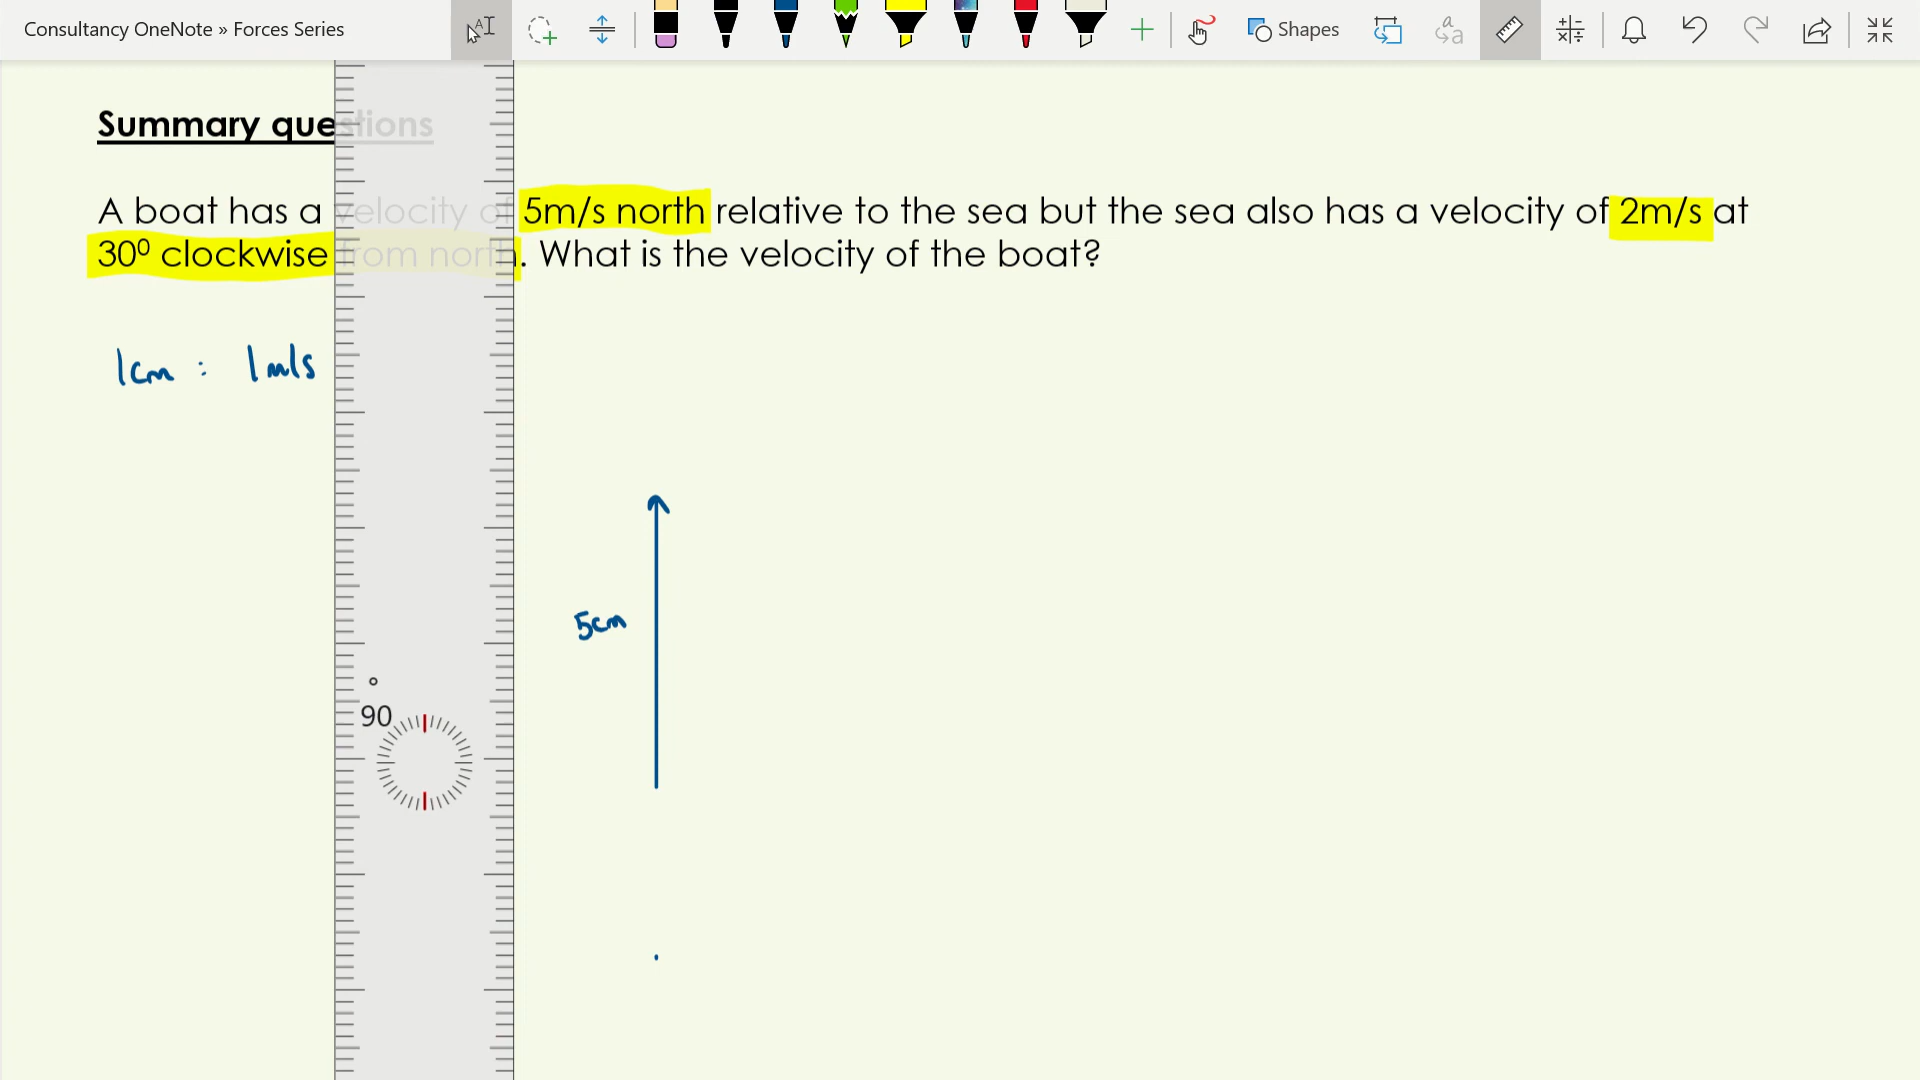 Consultancy OneNote » Forces Series
Shapes
Summary questions
A boat has a velocity of 5m/s north relative to the sea but the sea also has a velocity of 2m/s at
30⁰ clockwise from north. What is the velocity of the boat?
1cm : 1m/s
5cm
°
90